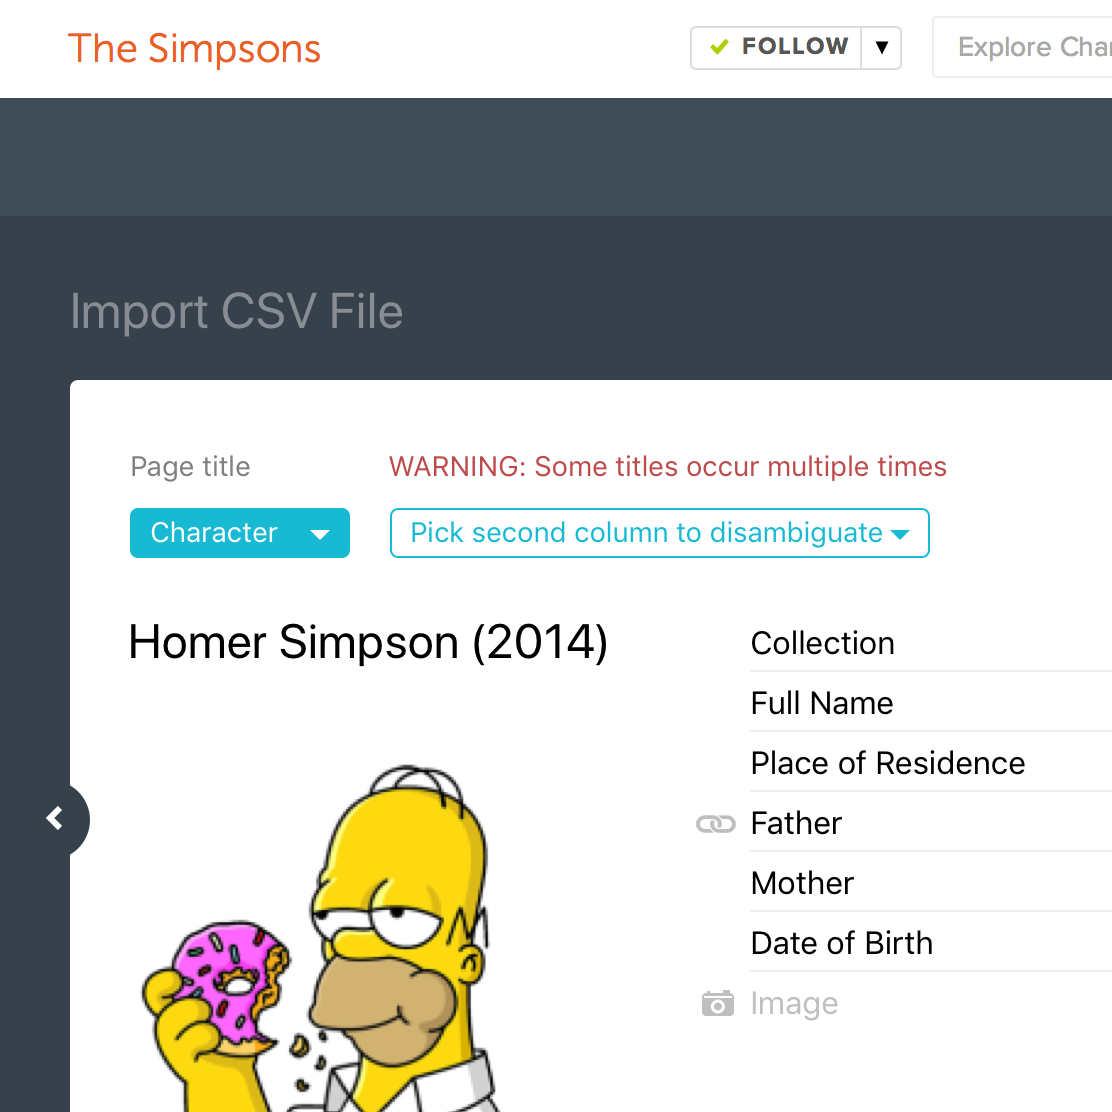 The Simpsons
FOLLOW
Explore Cha
Import CSV File
Page title
WARNING: Some titles occur multiple times
Character
Pick second column to disambiguate
Homer Simpson (2014)
Collection
Full Name
Place of Residence
Father
Mother
Date of Birth
Image